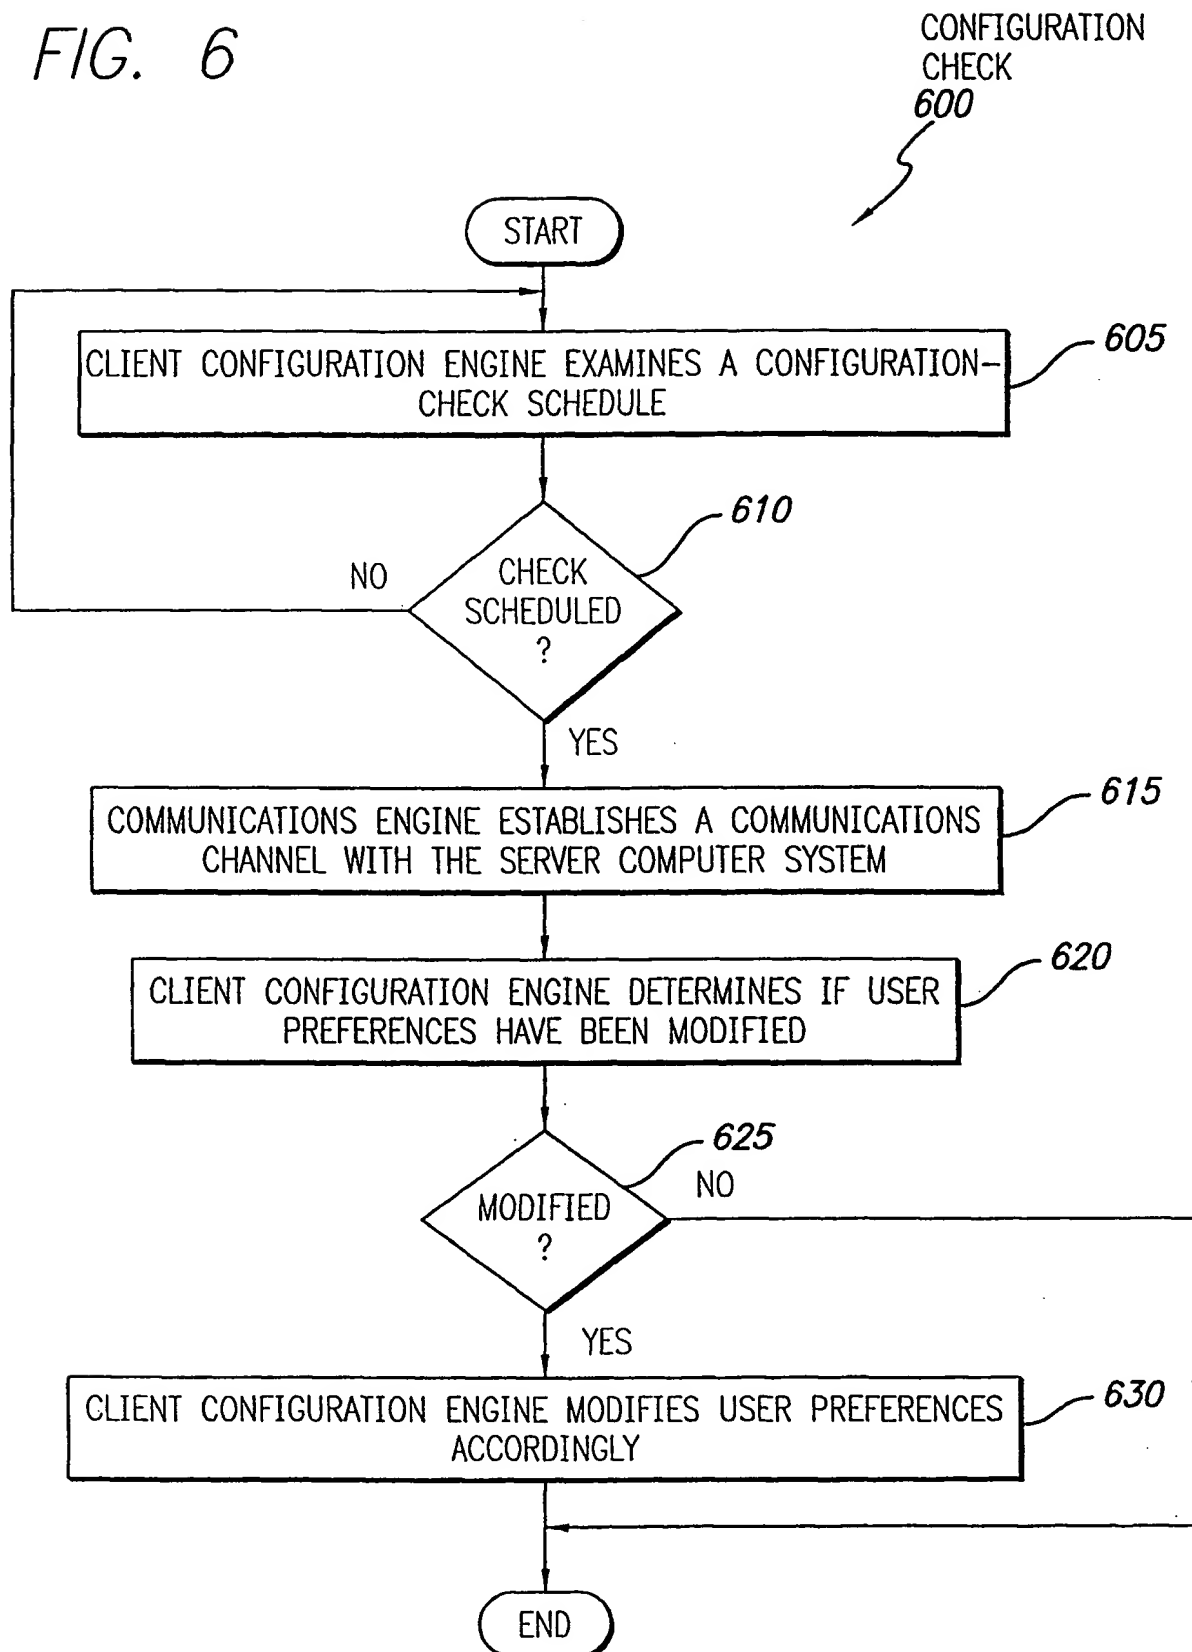 FIG. 6
CONFIGURATION
CHECK
600
START
CLIENT CONFIGURATION ENGINE EXAMINES A CONFIGURATION-
CHECK SCHEDULE
605
610
CHECK
SCHEDULED
?
NO
YES
COMMUNICATIONS ENGINE ESTABLISHES A COMMUNICATIONS
CHANNEL WITH THE SERVER COMPUTER SYSTEM
615
CLIENT CONFIGURATION ENGINE DETERMINES IF USER
PREFERENCES HAVE BEEN MODIFIED
620
625
MODIFIED
?
NO
YES
CLIENT CONFIGURATION ENGINE MODIFIES USER PREFERENCES
ACCORDINGLY
630
END